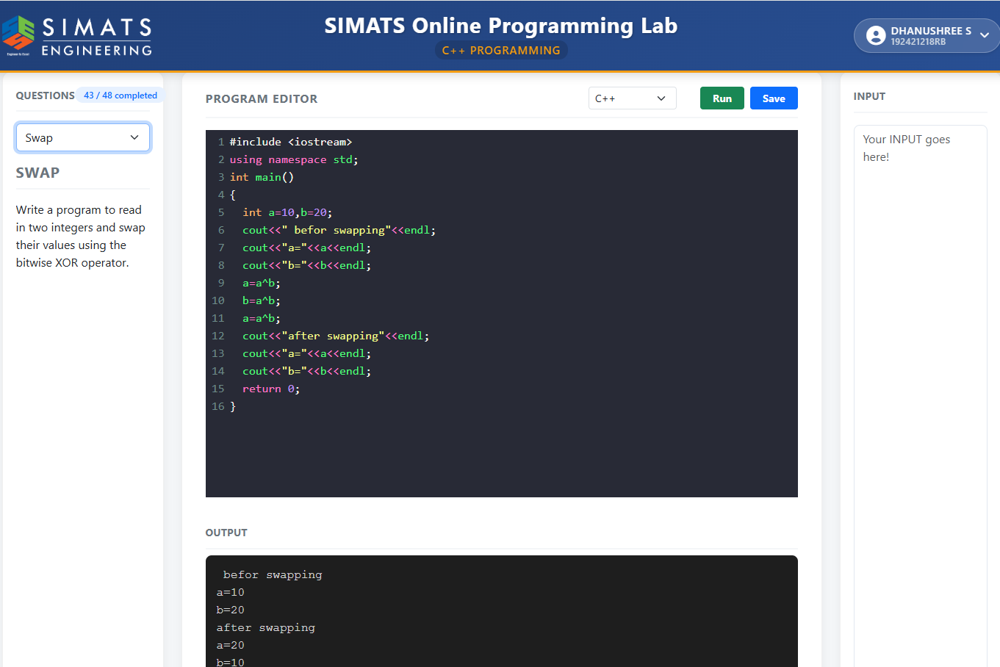 SIMATS
ENGINEERING
Engineer to Excel
SIMATS Online Programming Lab
C++ PROGRAMMING
DHANUSHREE S
192421218RB
QUESTIONS 43 / 48 completed
Swap
SWAP
Write a program to read
in two integers and swap
their values using the
bitwise XOR operator.
PROGRAM EDITOR
C++
Run
Save
1 #include <iostream>
2 using namespace std;
3 int main()
4 {
5 int a=10,b=20;
6 cout<<" befor swapping"<<endl;
7 cout<<"a="<<a<<endl;
8 cout<<"b="<<b<<endl;
9 a=a^b;
10 b=a^b;
11 a=a^b;
12 cout<<"after swapping"<<endl;
13 cout<<"a="<<a<<endl;
14 cout<<"b="<<b<<endl;
15 return 0;
16 }
OUTPUT
befor swapping
a=10
b=20
after swapping
a=20
b=10
INPUT
Your INPUT goes
here!